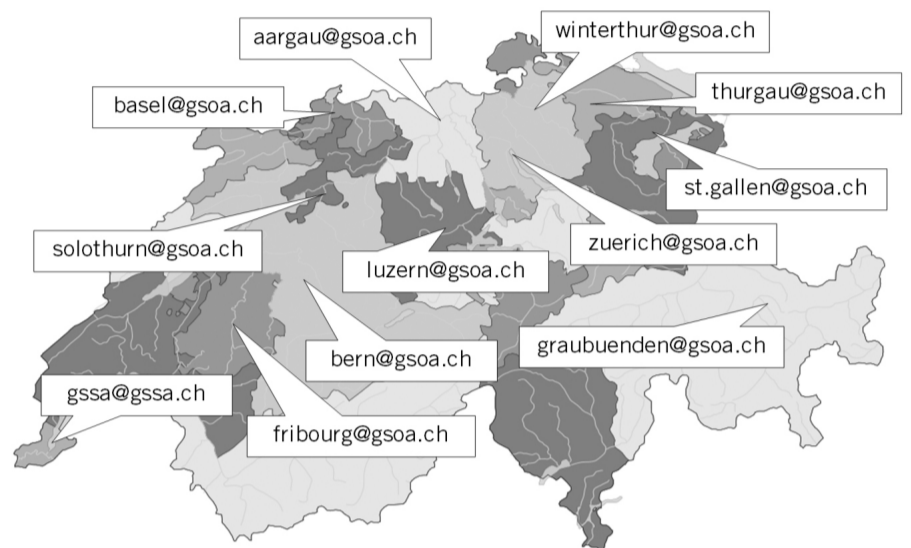 aargau@gsoa.ch
winterthur@gsoa.ch
basel@gsoa.ch
thurgau@gsoa.ch
st.gallen@gsoa.ch
solothurn@gsoa.ch
zuerich@gsoa.ch
luzern@gsoa.ch
graubuenden@gsoa.ch
bern@gsoa.ch
gssa@gssa.ch
fribourg@gsoa.ch